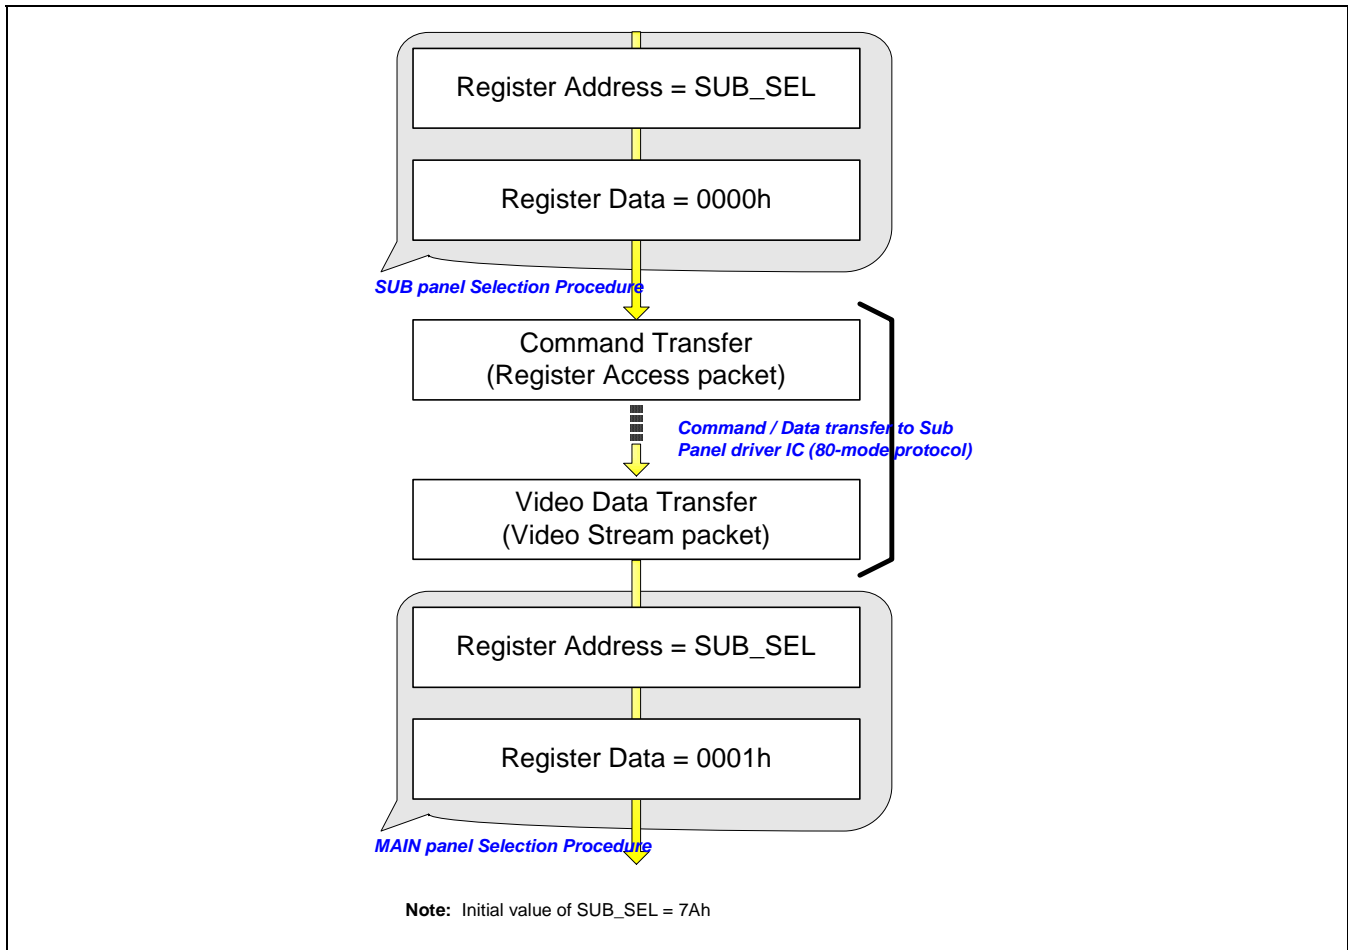 Register Address = SUB_SEL
Register Data = 0000h
SUB panel Selection Procedure
Command Transfer
(Register Access packet)
Command / Data transfer to Sub
Panel driver IC (80-mode protocol)
Video Data Transfer
(Video Stream packet)
Register Address = SUB_SEL
Register Data = 0001h
MAIN panel Selection Procedure
Note: Initial value of SUB_SEL = 7Ah